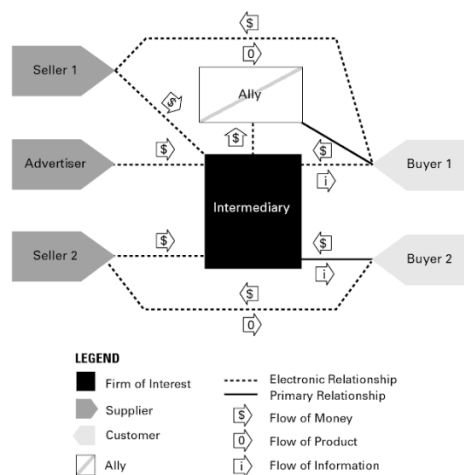 $
0
Seller 1
$
Ally
$
Advertiser
$
$
i
Buyer 1
Intermediary
Seller 2
$
$
i
Buyer 2
$
0
LEGEND
Firm of Interest
Supplier
Customer
Ally
Electronic Relationship
Primary Relationship
$ Flow of Money
0 Flow of Product
i Flow of Information